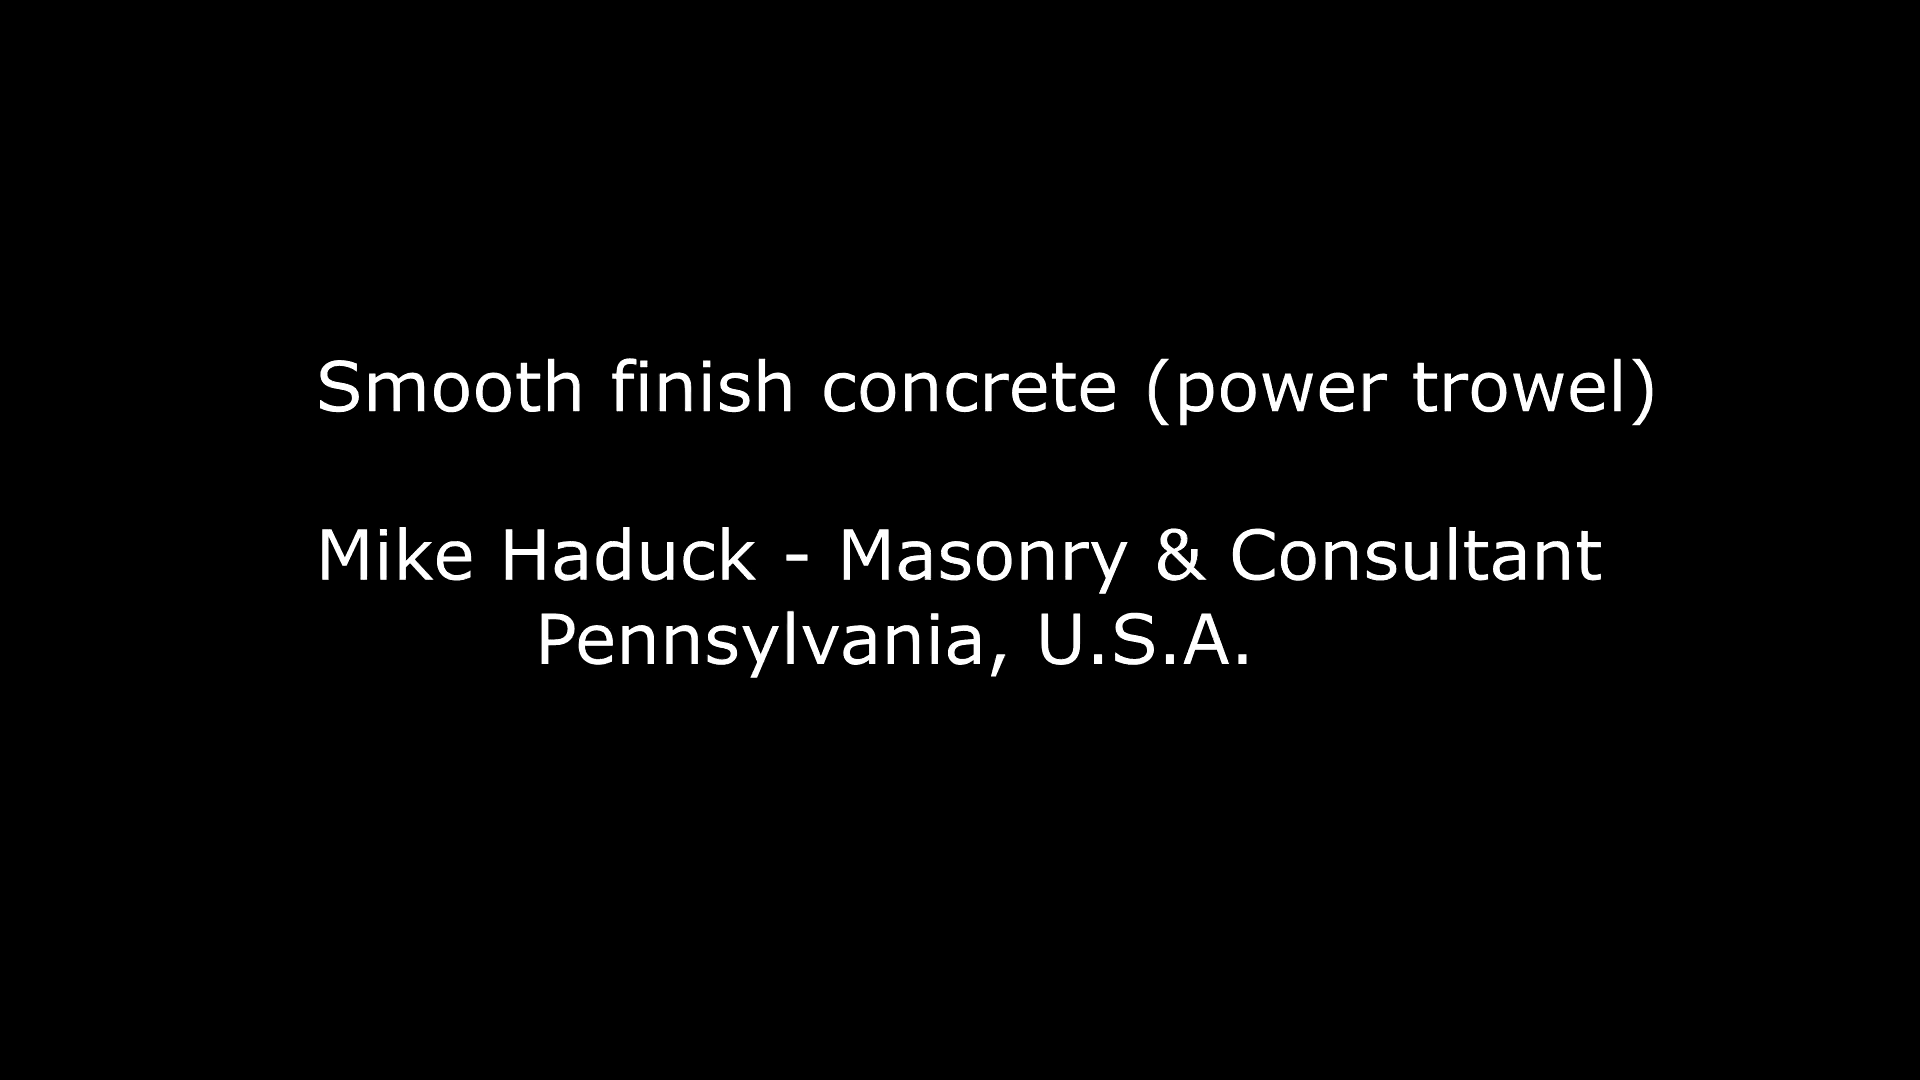 Smooth finish concrete (power trowel)
Mike Haduck - Masonry & Consultant
Pennsylvania, U.S.A.